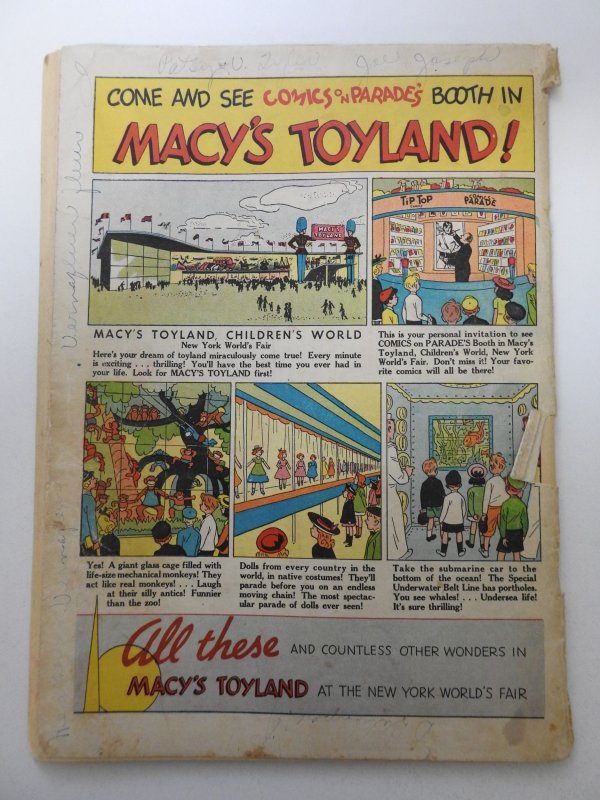 Joe Joseph
COME AND SEE COMICS ON PARADE'S BOOTH IN
MACY'S TOYLAND!
MACY'S
TOYLAND
TIP TOP
COMICS
PARADE
MACY'S TOYLAND, CHILDREN'S WORLD
New York World's Fair
Here's your dream of toyland miraculously come true! Every minute
is exciting . . . thrilling! You'll have the best time you ever had in
your life. Look for MACY'S TOYLAND first!
This is your personal invitation to see
COMICS on PARADE'S Booth in Macy's
Toyland, Children's World, New York
World's Fair. Don't miss it! Your favo-
rite comics will all be there!
Yes! A giant glass cage filled with
life-size mechanical monkeys! They
act like real monkeys! . . . Laugh
at their silly antics! Funnier
than the zoo!
Dolls from every country in the
world, in native costumes! They'll
parade before you on an endless
moving chain! The most spectac-
ular parade of dolls ever seen!
Take the submarine car to the
bottom of the ocean! The Special
Underwater Belt Line has portholes.
You see whales! . . . Undersea life!
It's sure thrilling!
All these AND COUNTLESS OTHER WONDERS IN
MACY'S TOYLAND AT THE NEW YORK WORLD'S FAIR